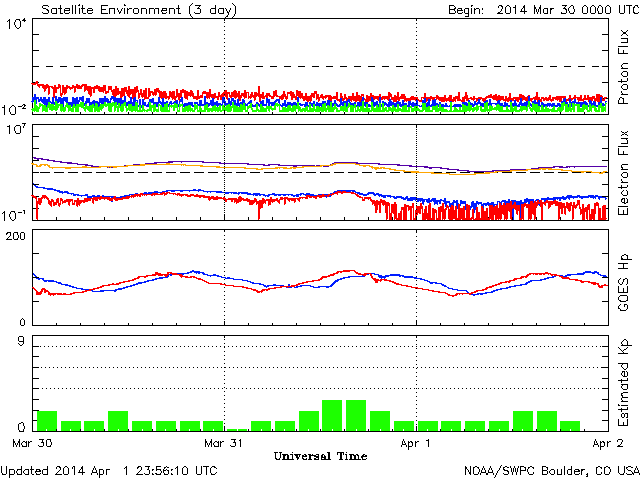 Satellite Environment (3 day) Begin: 2014 Mar 30 0000 UTC
10⁴
10⁻²
Proton Flux
10⁷
10⁻¹
Electron Flux
200
0
GOES Hp
9
0
Estimated Kp
Mar 30 Mar 31 Apr 1 Apr 2
Universal Time
Updated 2014 Apr 1 23:56:10 UTC NOAA/SWPC Boulder, CO USA